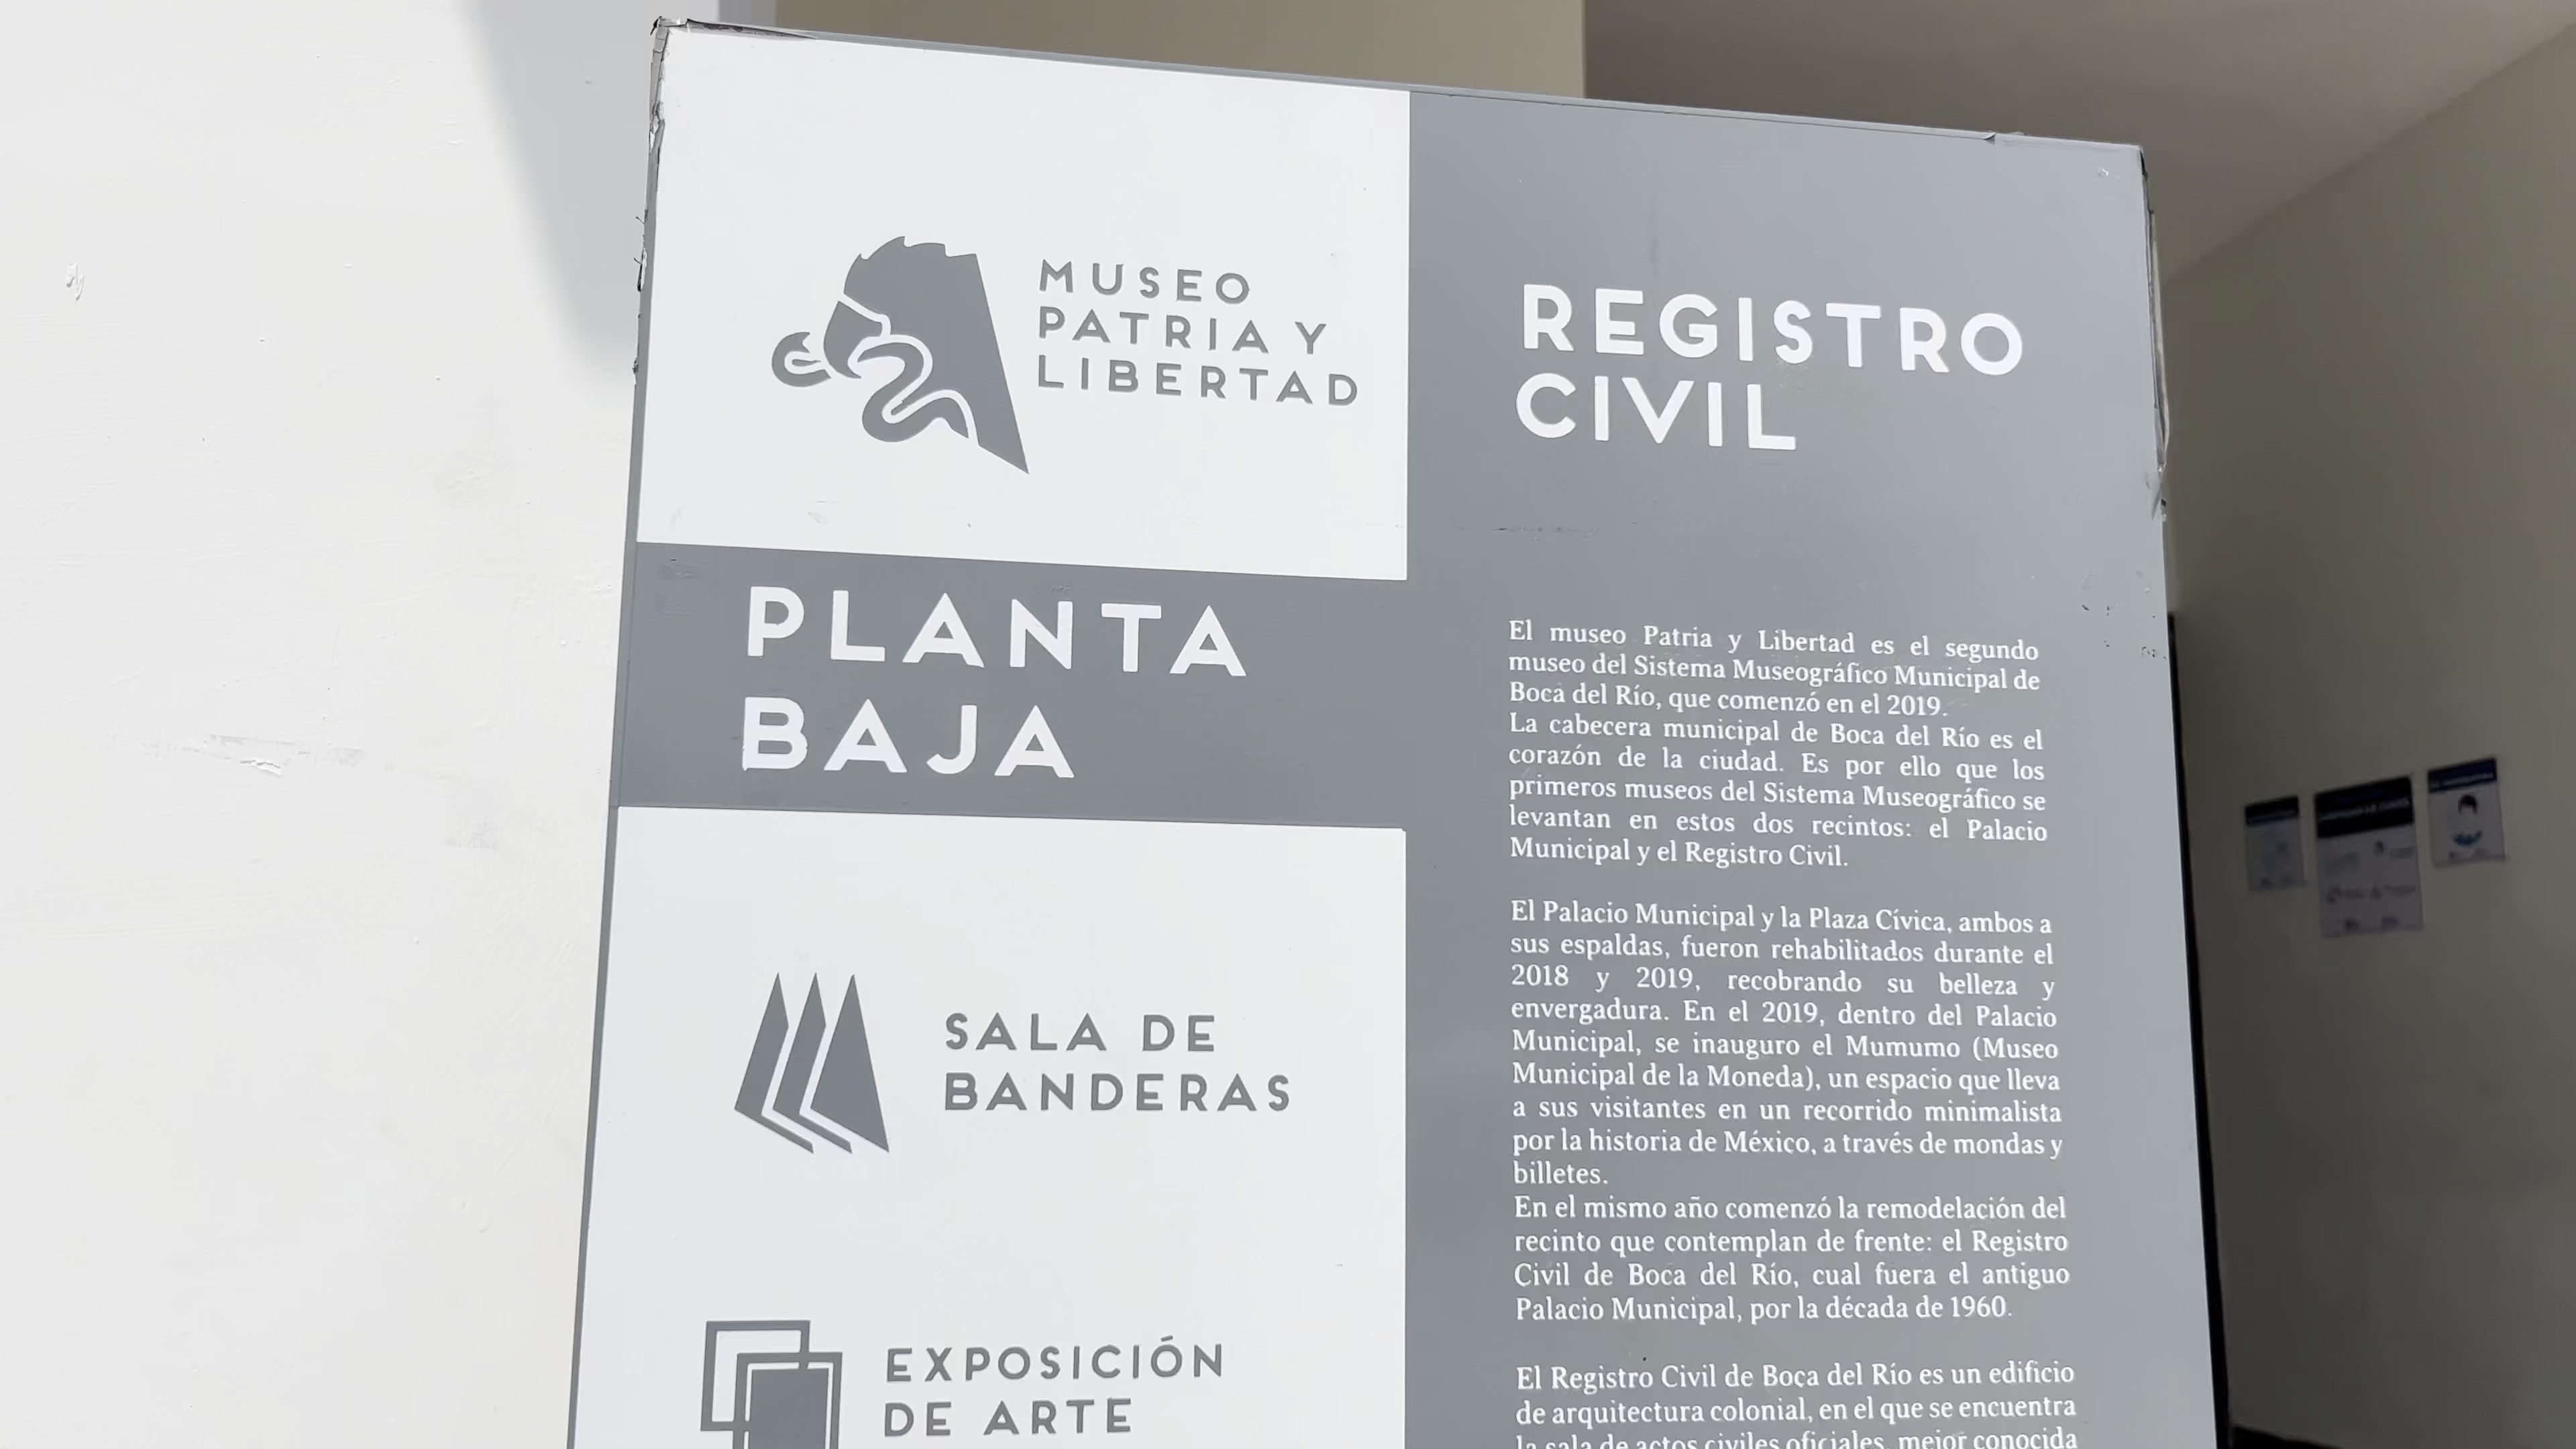 MUSEO
PATRIA Y
LIBERTAD
PLANTA
BAJA
SALA DE
BANDERAS
EXPOSICIÓN
DE ARTE
REGISTRO
CIVIL
El museo Patria y Libertad es el segundo
museo del Sistema Museográfico Municipal de
Boca del Río, que comenzó en el 2019.
La cabecera municipal de Boca del Río es el
corazón de la ciudad. Es por ello que los
primeros museos del Sistema Museográfico se
levantan en estos dos recintos: el Palacio
Municipal y el Registro Civil.
El Palacio Municipal y la Plaza Cívica, ambos a
sus espaldas, fueron rehabilitados durante el
2018 y 2019, recobrando su belleza y
envergadura. En el 2019, dentro del Palacio
Municipal, se inauguro el Mumumo (Museo
Municipal de la Moneda), un espacio que lleva
a sus visitantes en un recorrido minimalista
por la historia de México, a través de mondas y
billetes.
En el mismo año comenzó la remodelación del
recinto que contemplan de frente: el Registro
Civil de Boca del Río, cual fuera el antiguo
Palacio Municipal, por la década de 1960.
El Registro Civil de Boca del Río es un edificio
de arquitectura colonial, en el que se encuentra
la sala de actos civiles oficiales, mejor conocida